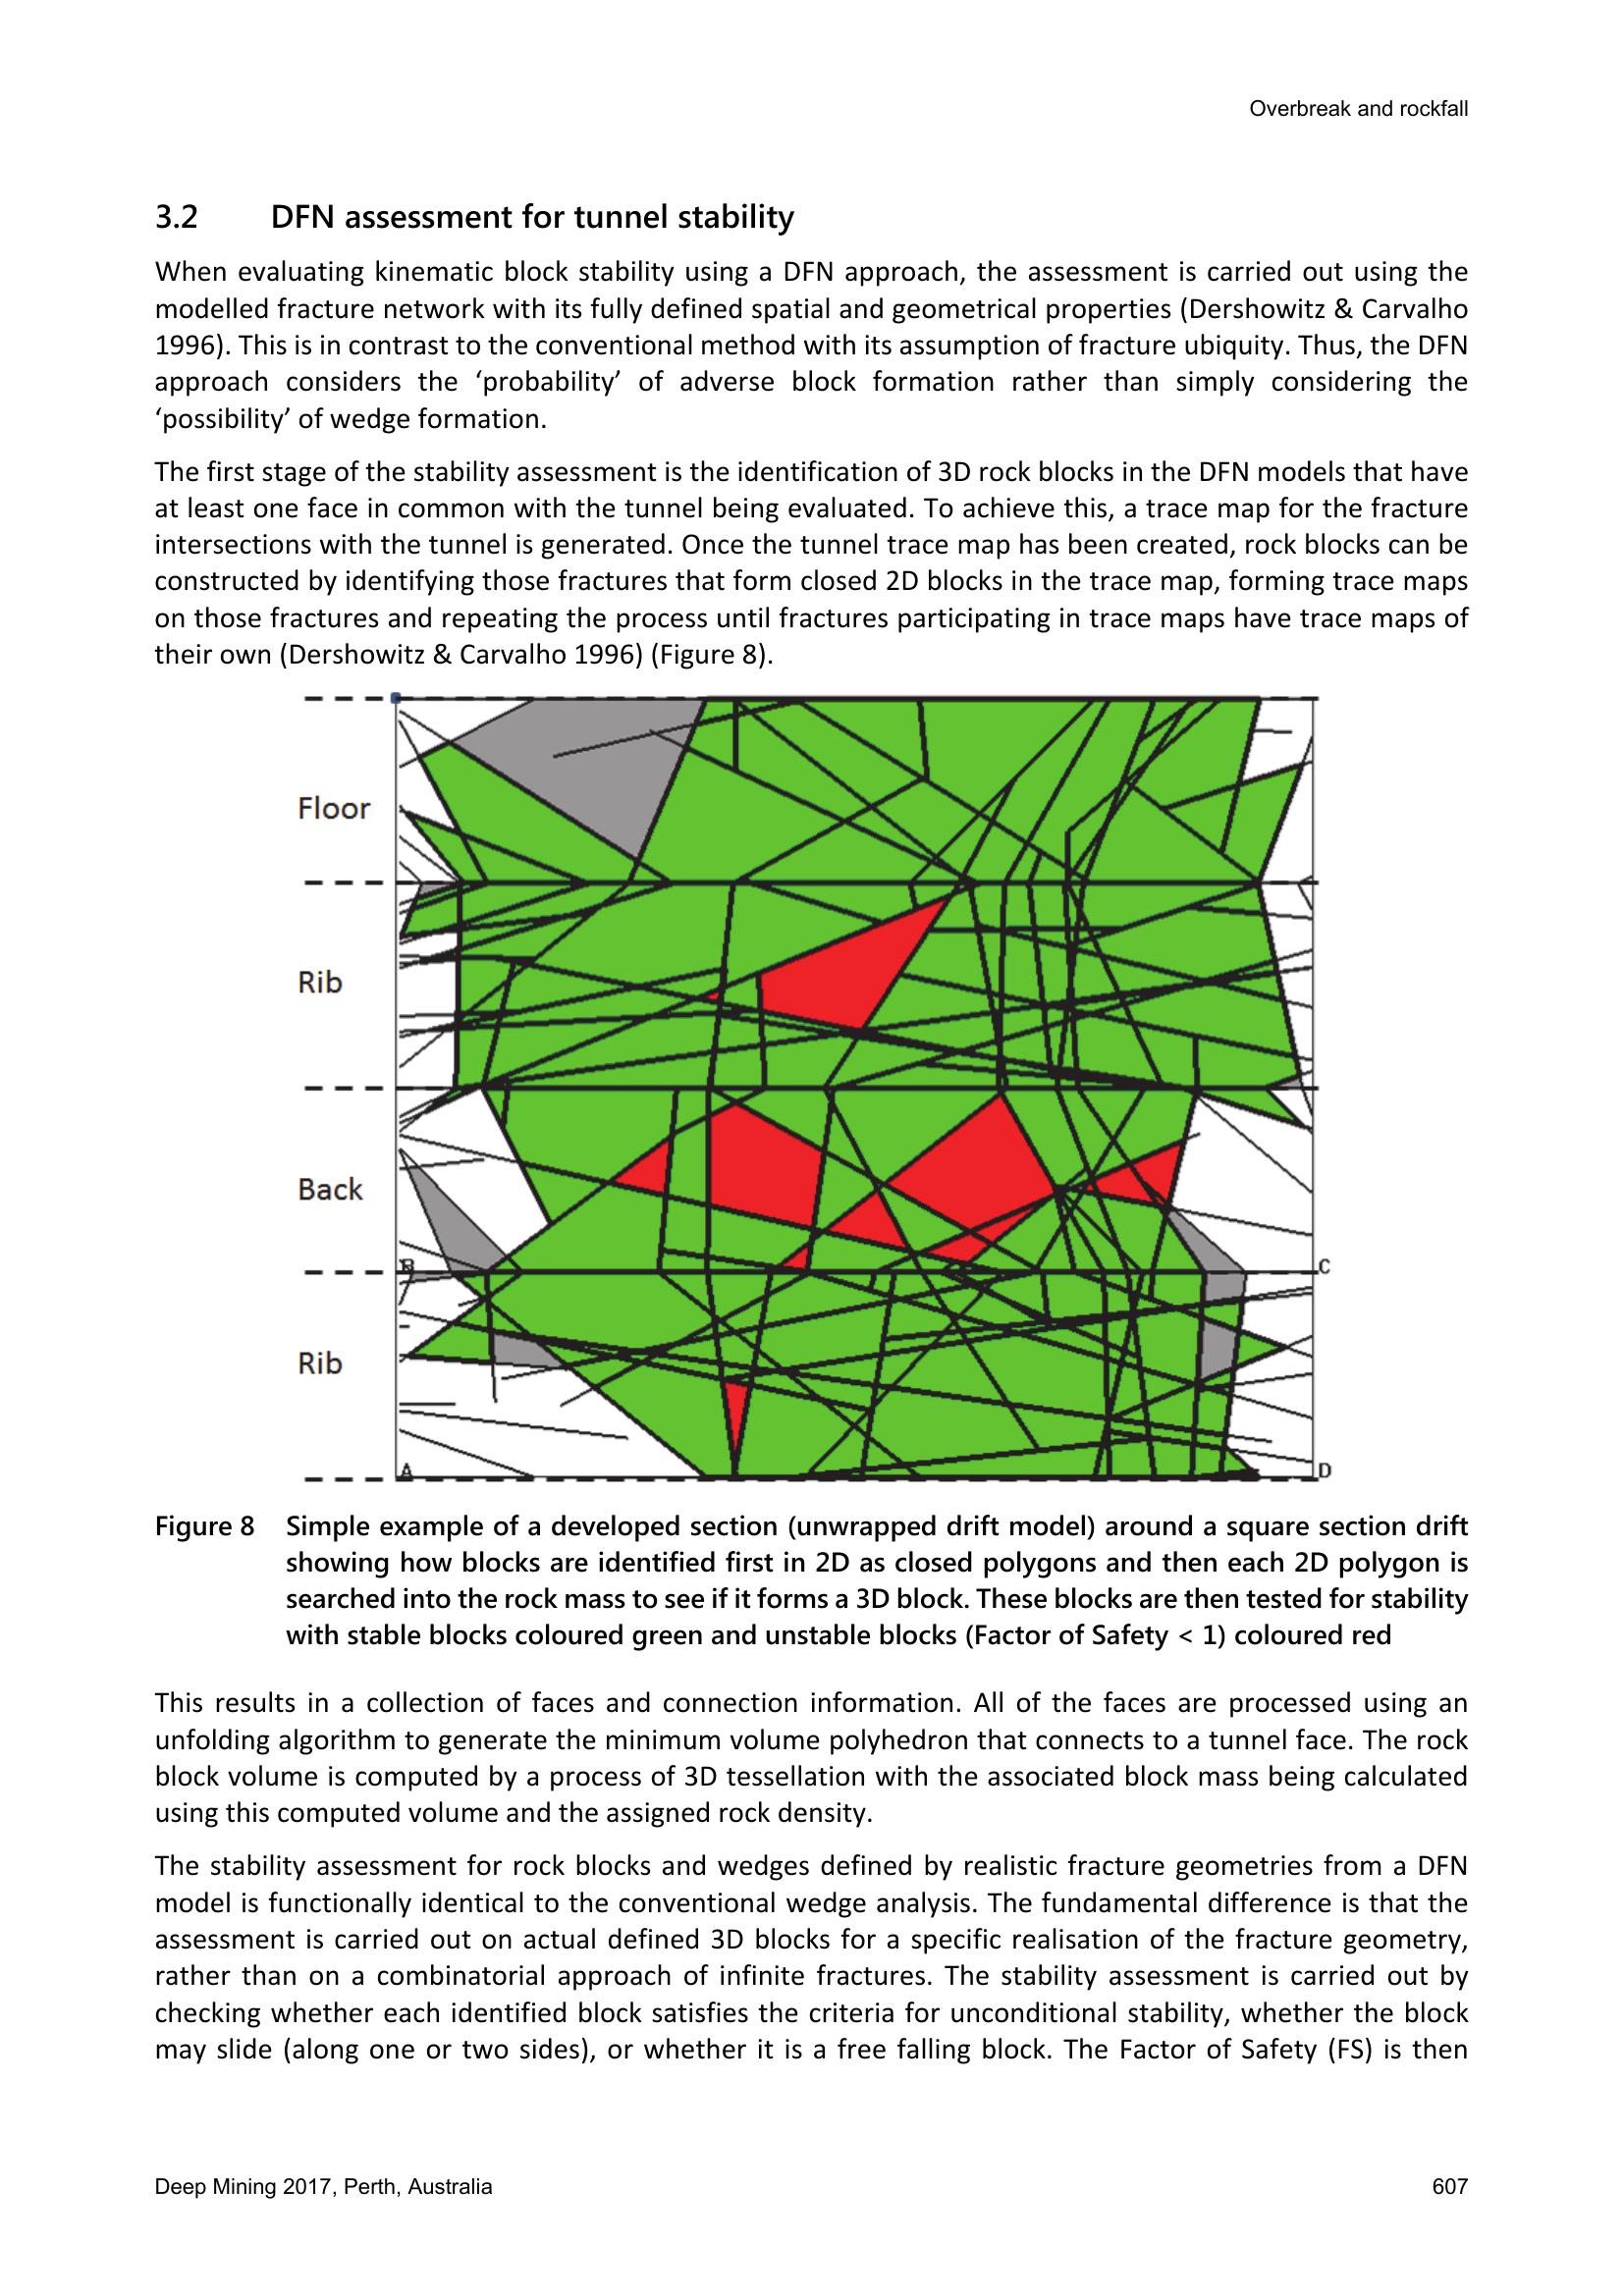 Overbreak and rockfall
3.2 DFN assessment for tunnel stability
When evaluating kinematic block stability using a DFN approach, the assessment is carried out using the
modelled fracture network with its fully defined spatial and geometrical properties (Dershowitz & Carvalho
1996). This is in contrast to the conventional method with its assumption of fracture ubiquity. Thus, the DFN
approach considers the ‘probability’ of adverse block formation rather than simply considering the
‘possibility’ of wedge formation.
The first stage of the stability assessment is the identification of 3D rock blocks in the DFN models that have
at least one face in common with the tunnel being evaluated. To achieve this, a trace map for the fracture
intersections with the tunnel is generated. Once the tunnel trace map has been created, rock blocks can be
constructed by identifying those fractures that form closed 2D blocks in the trace map, forming trace maps
on those fractures and repeating the process until fractures participating in trace maps have trace maps of
their own (Dershowitz & Carvalho 1996) (Figure 8).
Floor
Rib
Back
B
C
Rib
A
D
Figure 8 Simple example of a developed section (unwrapped drift model) around a square section drift
showing how blocks are identified first in 2D as closed polygons and then each 2D polygon is
searched into the rock mass to see if it forms a 3D block. These blocks are then tested for stability
with stable blocks coloured green and unstable blocks (Factor of Safety < 1) coloured red
This results in a collection of faces and connection information. All of the faces are processed using an
unfolding algorithm to generate the minimum volume polyhedron that connects to a tunnel face. The rock
block volume is computed by a process of 3D tessellation with the associated block mass being calculated
using this computed volume and the assigned rock density.
The stability assessment for rock blocks and wedges defined by realistic fracture geometries from a DFN
model is functionally identical to the conventional wedge analysis. The fundamental difference is that the
assessment is carried out on actual defined 3D blocks for a specific realisation of the fracture geometry,
rather than on a combinatorial approach of infinite fractures. The stability assessment is carried out by
checking whether each identified block satisfies the criteria for unconditional stability, whether the block
may slide (along one or two sides), or whether it is a free falling block. The Factor of Safety (FS) is then
Deep Mining 2017, Perth, Australia
607